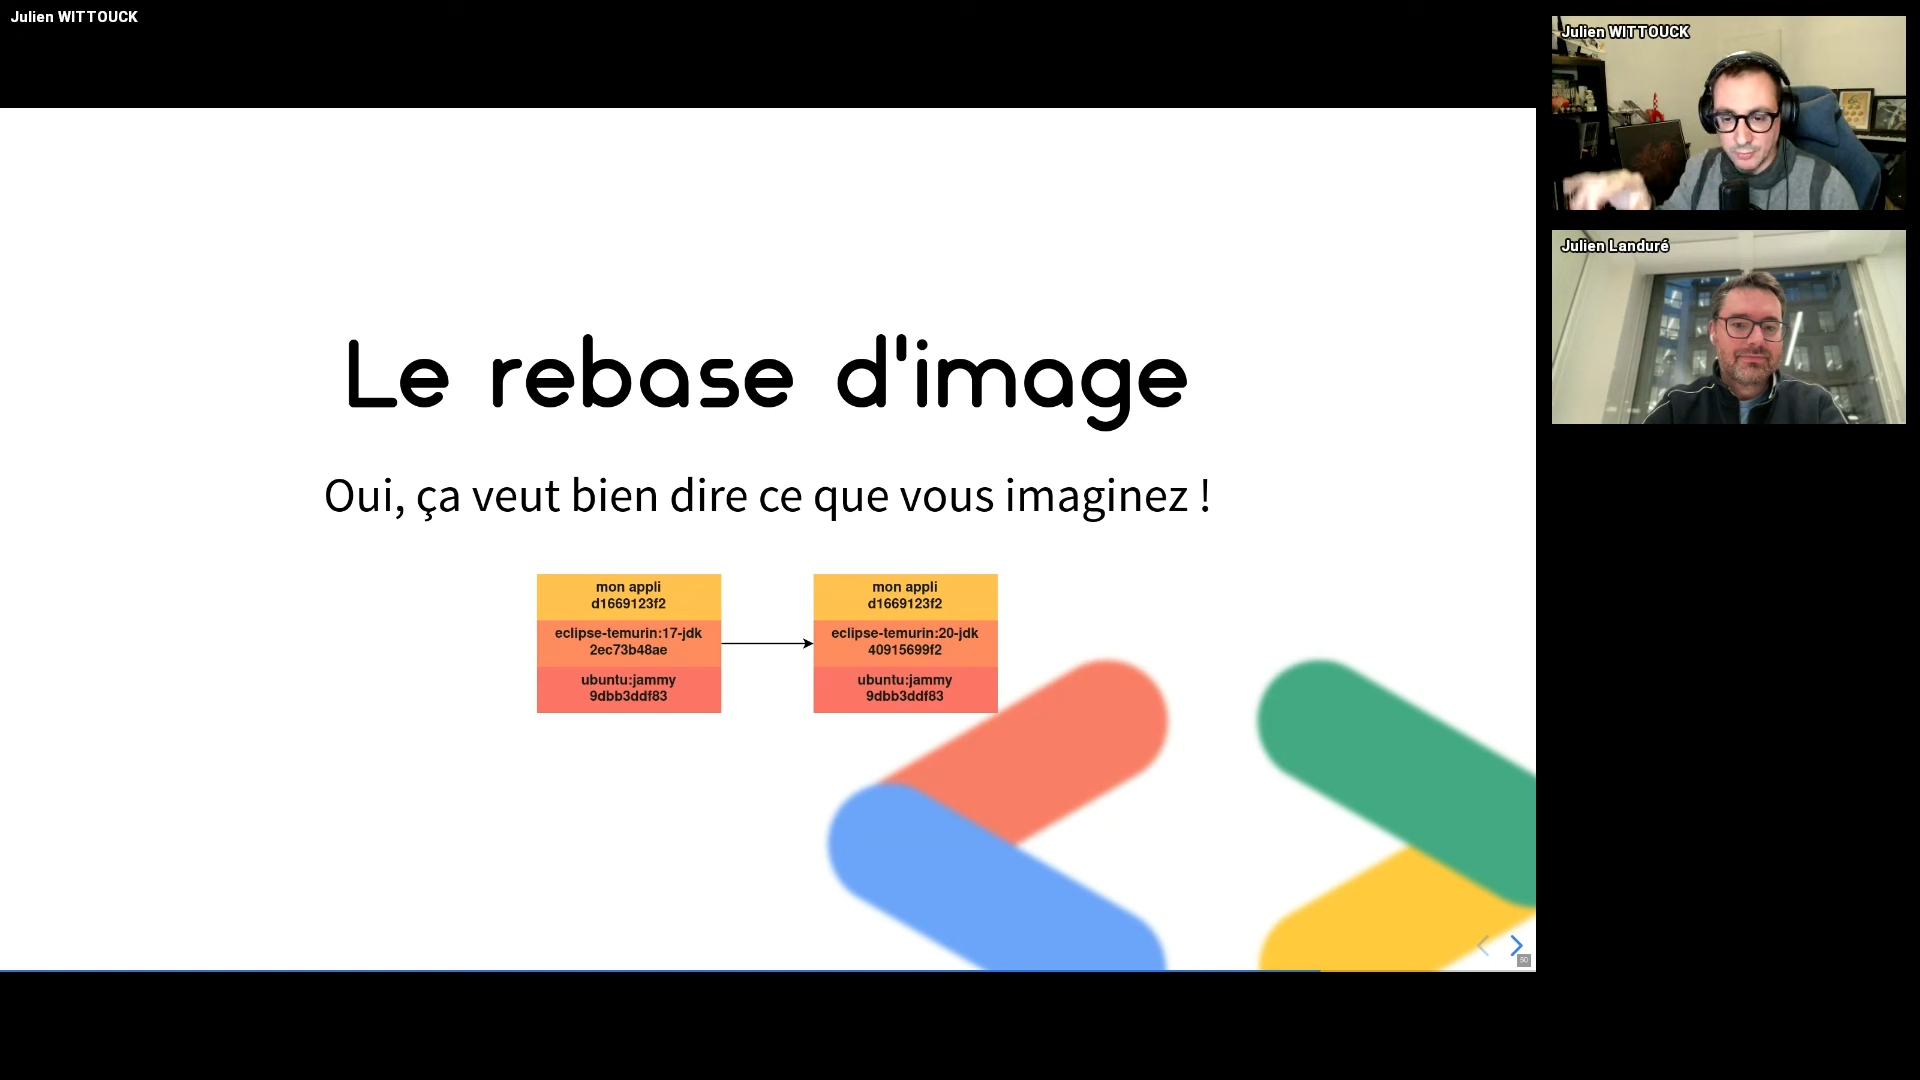 Julien WITTOUCK
Julien WITTOUCK
Julien Landuré
Le rebase d'image
Oui, ça veut bien dire ce que vous imaginez !
mon appli
d1669123f2
eclipse-temurin:17-jdk
2ec73b48ae
ubuntu:jammy
9dbb3ddf83
mon appli
d1669123f2
eclipse-temurin:20-jdk
40915699f2
ubuntu:jammy
9dbb3ddf83
50